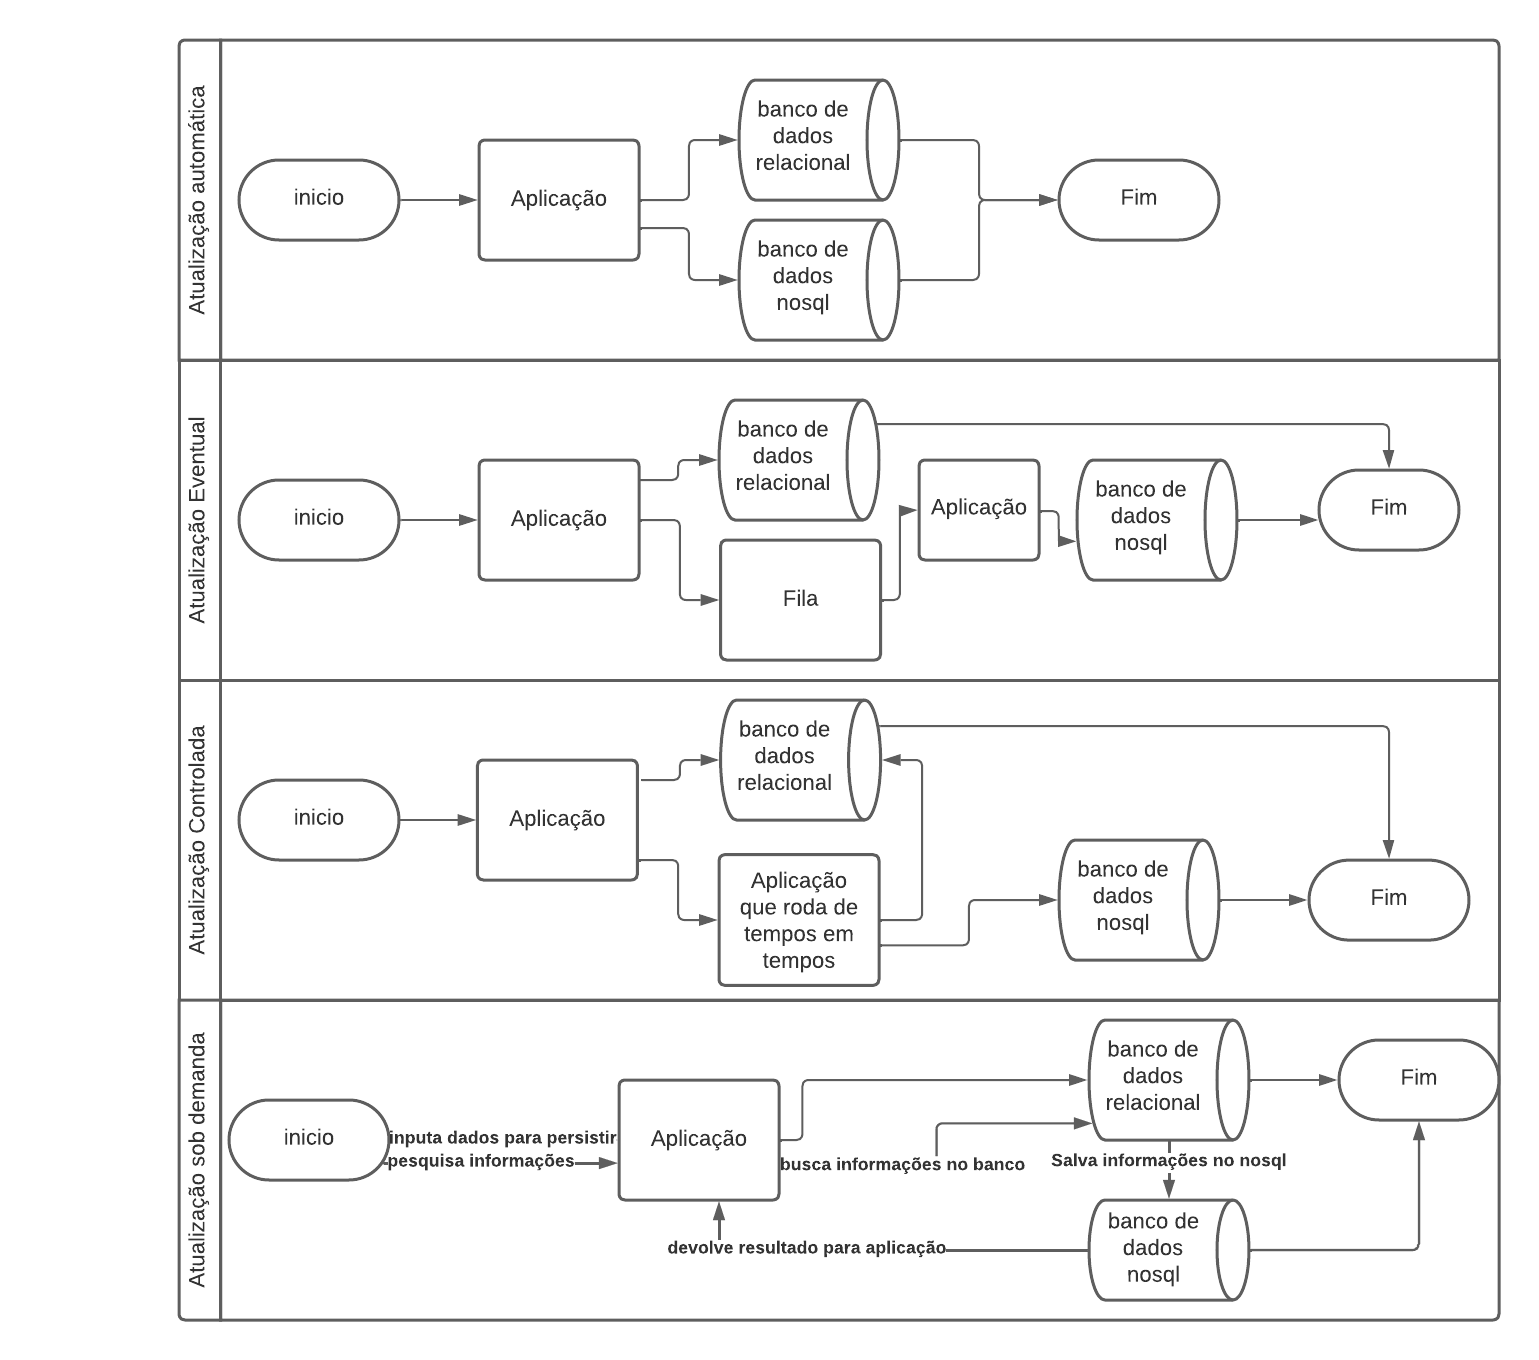 Atualização automática
inicio
Aplicação
banco de
dados
relacional
banco de
dados
nosql
Fim
Atualização Eventual
inicio
Aplicação
banco de
dados
relacional
Fila
Aplicação
banco de
dados
nosql
Fim
Atualização Controlada
inicio
Aplicação
banco de
dados
relacional
Aplicação
que roda de
tempos em
tempos
banco de
dados
nosql
Fim
Atualização sob demanda
inicio
inputa dados para persistir
pesquisa informações
Aplicação
busca informações no banco
banco de
dados
relacional
Salva informações no nosql
devolve resultado para aplicação
banco de
dados
nosql
Fim